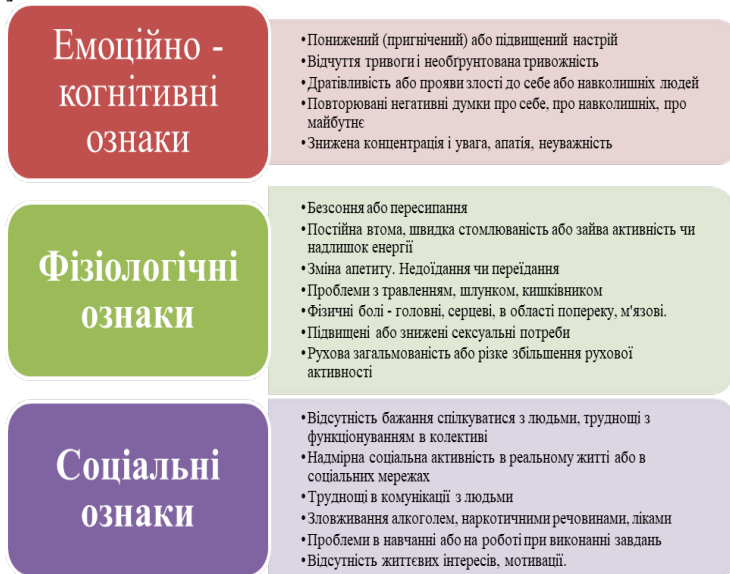 Емоційно -
когнітивні
ознаки
•Понижений (пригнічений) або підвищений настрій
•Відчуття тривоги і необґрунтована тривожність
•Дратівливість або прояви злості до себе або навколишніх людей
•Повторювані негативні думки про себе, про навколишніх, про
майбутнє
•Знижена концентрація і увага, апатія, неуважність
Фізіологічні
ознаки
•Безсоння або пересипання
•Постійна втома, швидка стомлюваність або зайва активність чи
надлишок енергії
•Зміна апетиту. Недоїдання чи переїдання
•Проблеми з травленням, шлунком, кишківником
•Фізичні болі - головні, серцеві, в області попереку, м'язові.
•Підвищені або знижені сексуальні потреби
•Рухова загальмованість або різке збільшення рухової
активності
Соціальні
ознаки
•Відсутність бажання спілкуватися з людьми, труднощі з
функціонуванням в колективі
•Надмірна соціальна активність в реальному житті або в
соціальних мережах
•Труднощі в комунікації з людьми
•Зловживання алкоголем, наркотичними речовинами, ліками
•Проблеми в навчанні або на роботі при виконанні завдань
•Відсутність життєвих інтересів, мотивації.